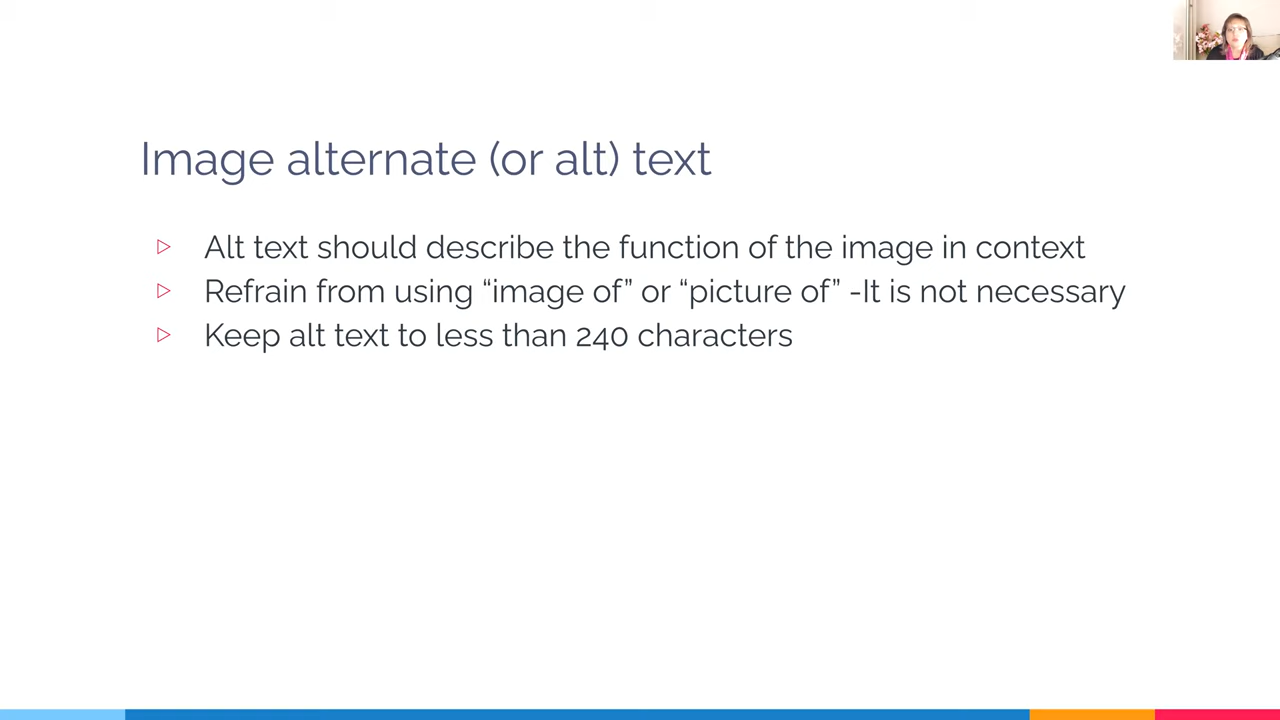 Image alternate (or alt) text
Alt text should describe the function of the image in context
Refrain from using “image of” or “picture of” -It is not necessary
Keep alt text to less than 240 characters